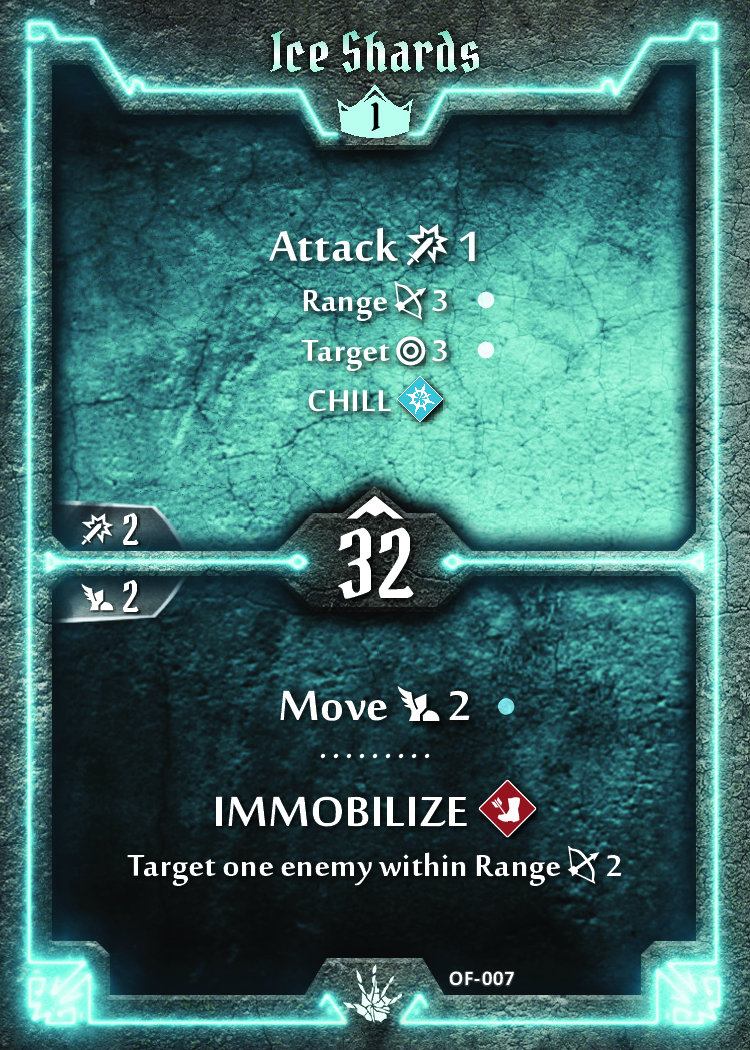 Ice Shards
1
Attack 1
Range 3
Target 3
CHILL
2
32
2
Move 2
.........
IMMOBILIZE
Target one enemy within Range 2
OF-007